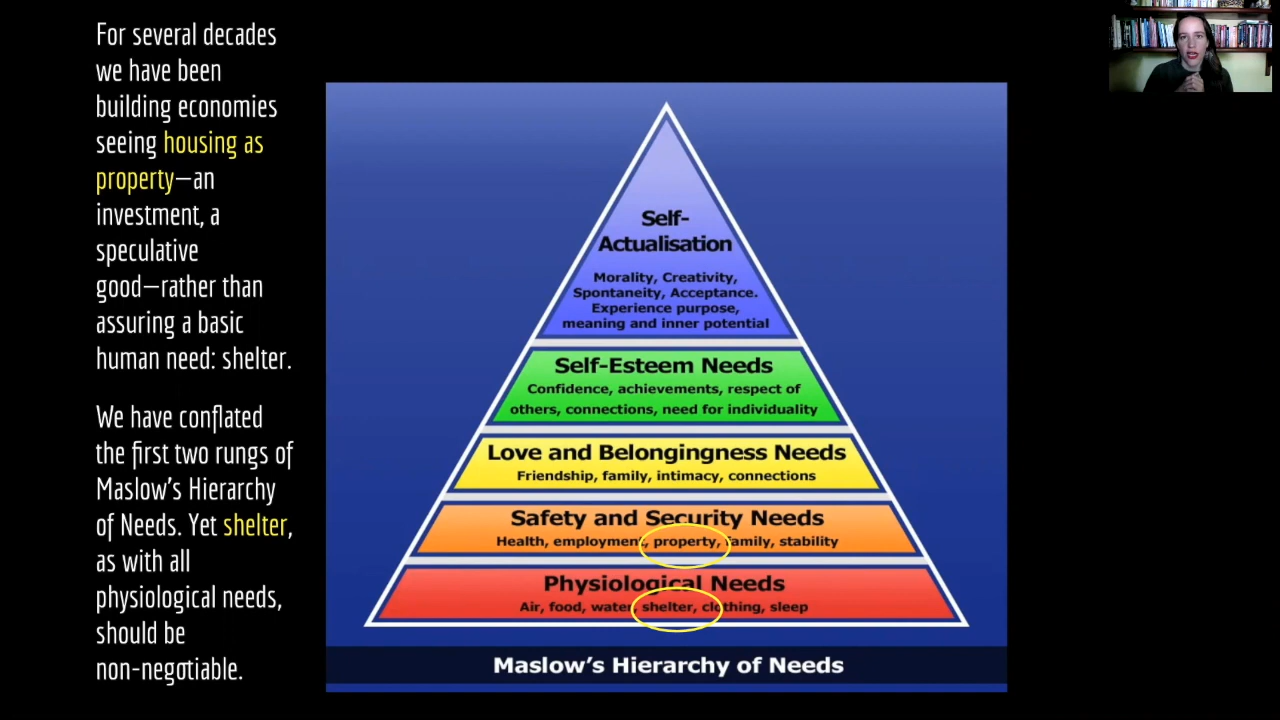 For several decades
we have been
building economies
seeing housing as
property—an
investment, a
speculative
good—rather than
assuring a basic
human need: shelter.
We have conflated
the first two rungs of
Maslow's Hierarchy
of Needs. Yet shelter,
as with all
physiological needs,
should be
non-negotiable.
Self-
Actualisation
Morality, Creativity,
Spontaneity, Acceptance.
Experience purpose,
meaning and inner potential
Self-Esteem Needs
Confidence, achievements, respect of
others, connections, need for individuality
Love and Belongingness Needs
Friendship, family, intimacy, connections
Safety and Security Needs
Health, employment, property, family, stability
Physiological Needs
Air, food, water, shelter, clothing, sleep
Maslow's Hierarchy of Needs